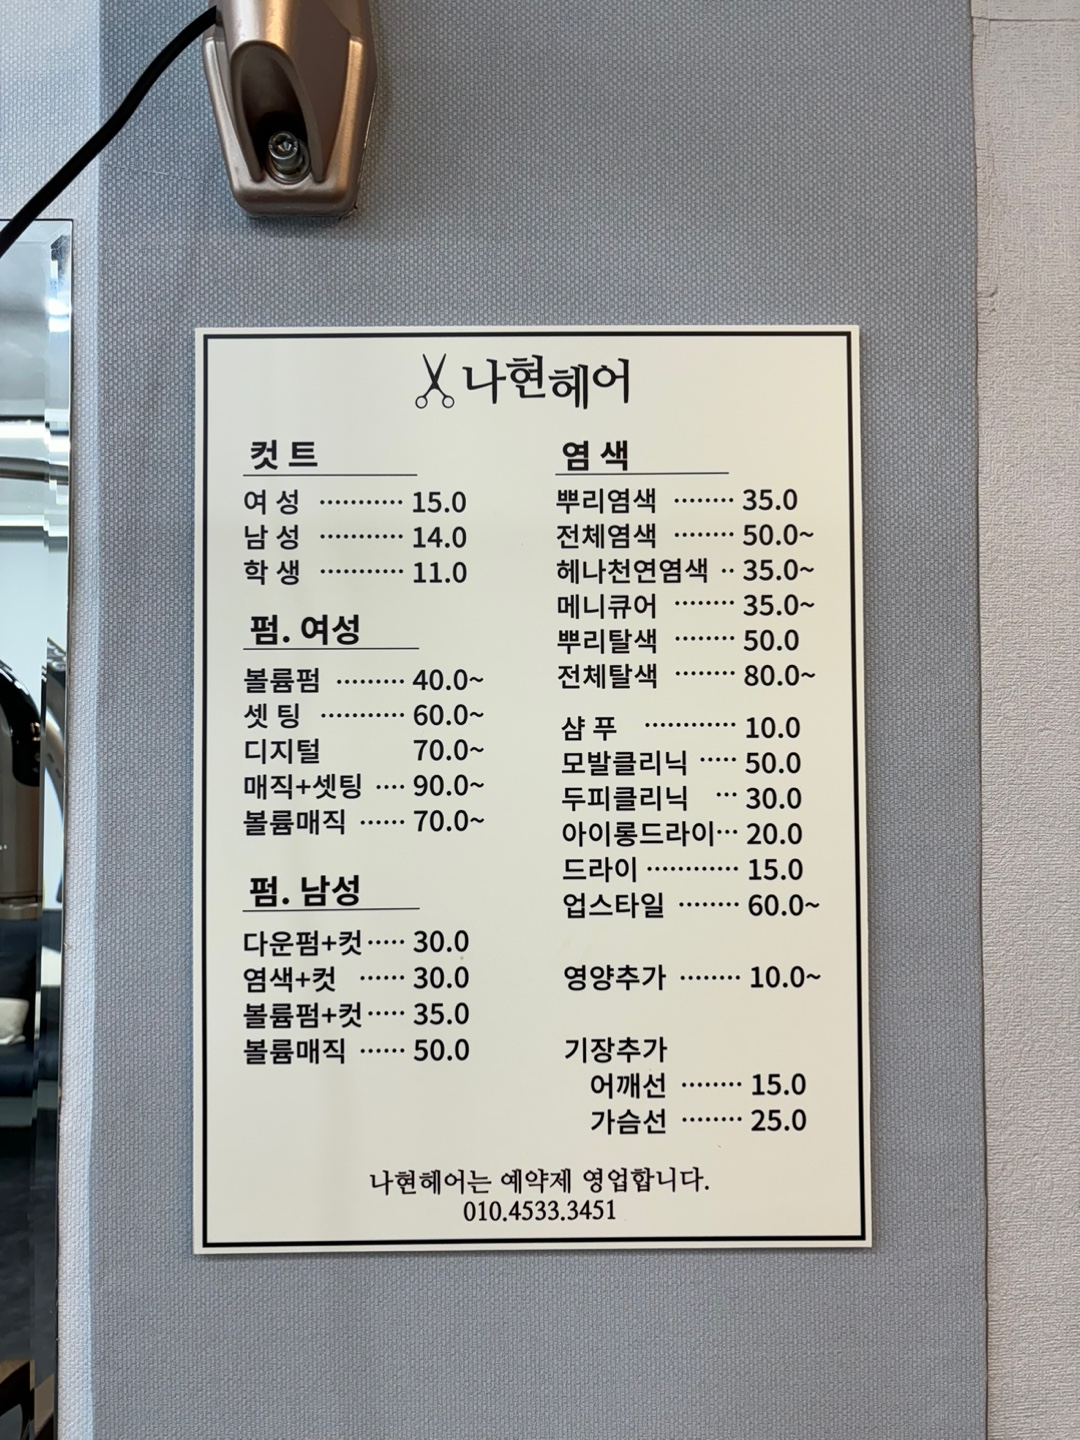 나현헤어
컷 트
여 성 ··········· 15.0
남 성 ··········· 14.0
학 생 ··········· 11.0
펌. 여성
볼륨펌 ········· 40.0~
셋 팅 ··········· 60.0~
디지털 70.0~
매직+셋팅 ···· 90.0~
볼륨매직 ······ 70.0~
펌. 남성
다운펌+컷 ····· 30.0
염색+컷 ······ 30.0
볼륨펌+컷 ····· 35.0
볼륨매직 ······ 50.0
염 색
뿌리염색 ········ 35.0
전체염색 ········ 50.0~
헤나천연염색 ·· 35.0~
메니큐어 ········ 35.0~
뿌리탈색 ········ 50.0
전체탈색 ········ 80.0~
샴 푸 ············ 10.0
모발클리닉 ····· 50.0
두피클리닉 ··· 30.0
아이롱드라이··· 20.0
드라이 ············ 15.0
업스타일 ········ 60.0~
영양추가 ········ 10.0~
기장추가
어깨선 ········ 15.0
가슴선 ········ 25.0
나현헤어는 예약제 영업합니다.
010.4533.3451